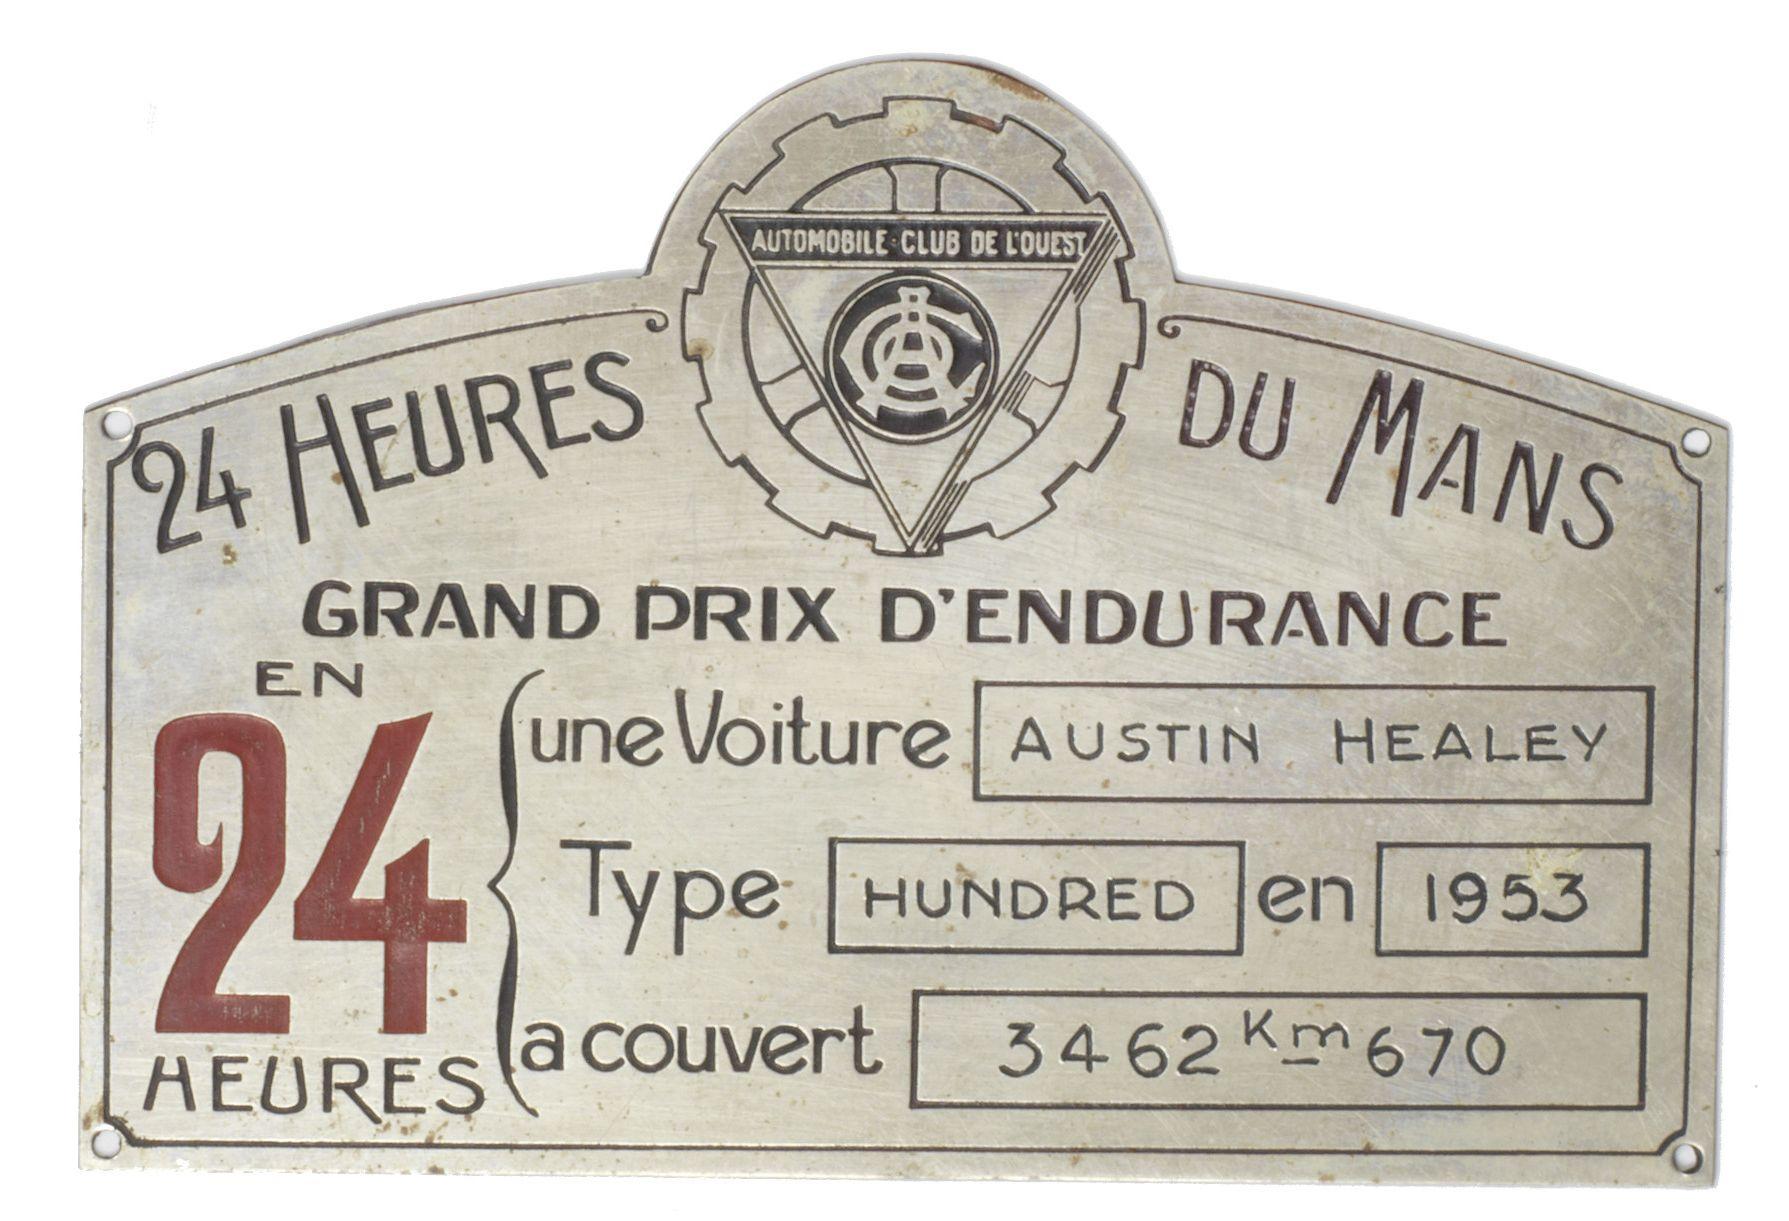 AUTOMOBILE·CLUB DE L'OUEST
24 HEURES DU MANS
GRAND PRIX D'ENDURANCE
EN
24
HEURES
une Voiture AUSTIN HEALEY
Type HUNDRED en 1953
a couvert 3462 Km 670